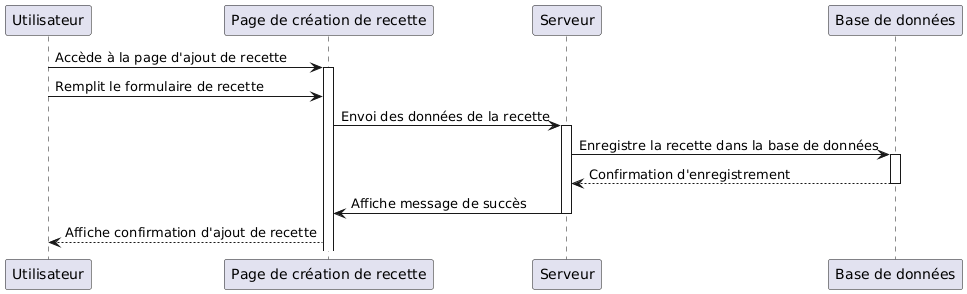 Utilisateur
Page de création de recette
Serveur
Base de données
Accède à la page d'ajout de recette
Remplit le formulaire de recette
Envoi des données de la recette
Enregistre la recette dans la base de données
Confirmation d'enregistrement
Affiche message de succès
Affiche confirmation d'ajout de recette
Utilisateur
Page de création de recette
Serveur
Base de données